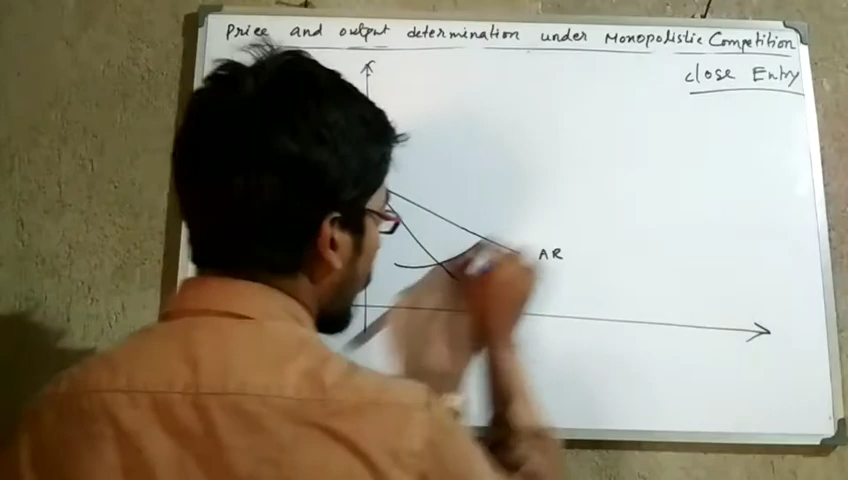 Price and output determination under Monopolistic Competition
close Entry
AR